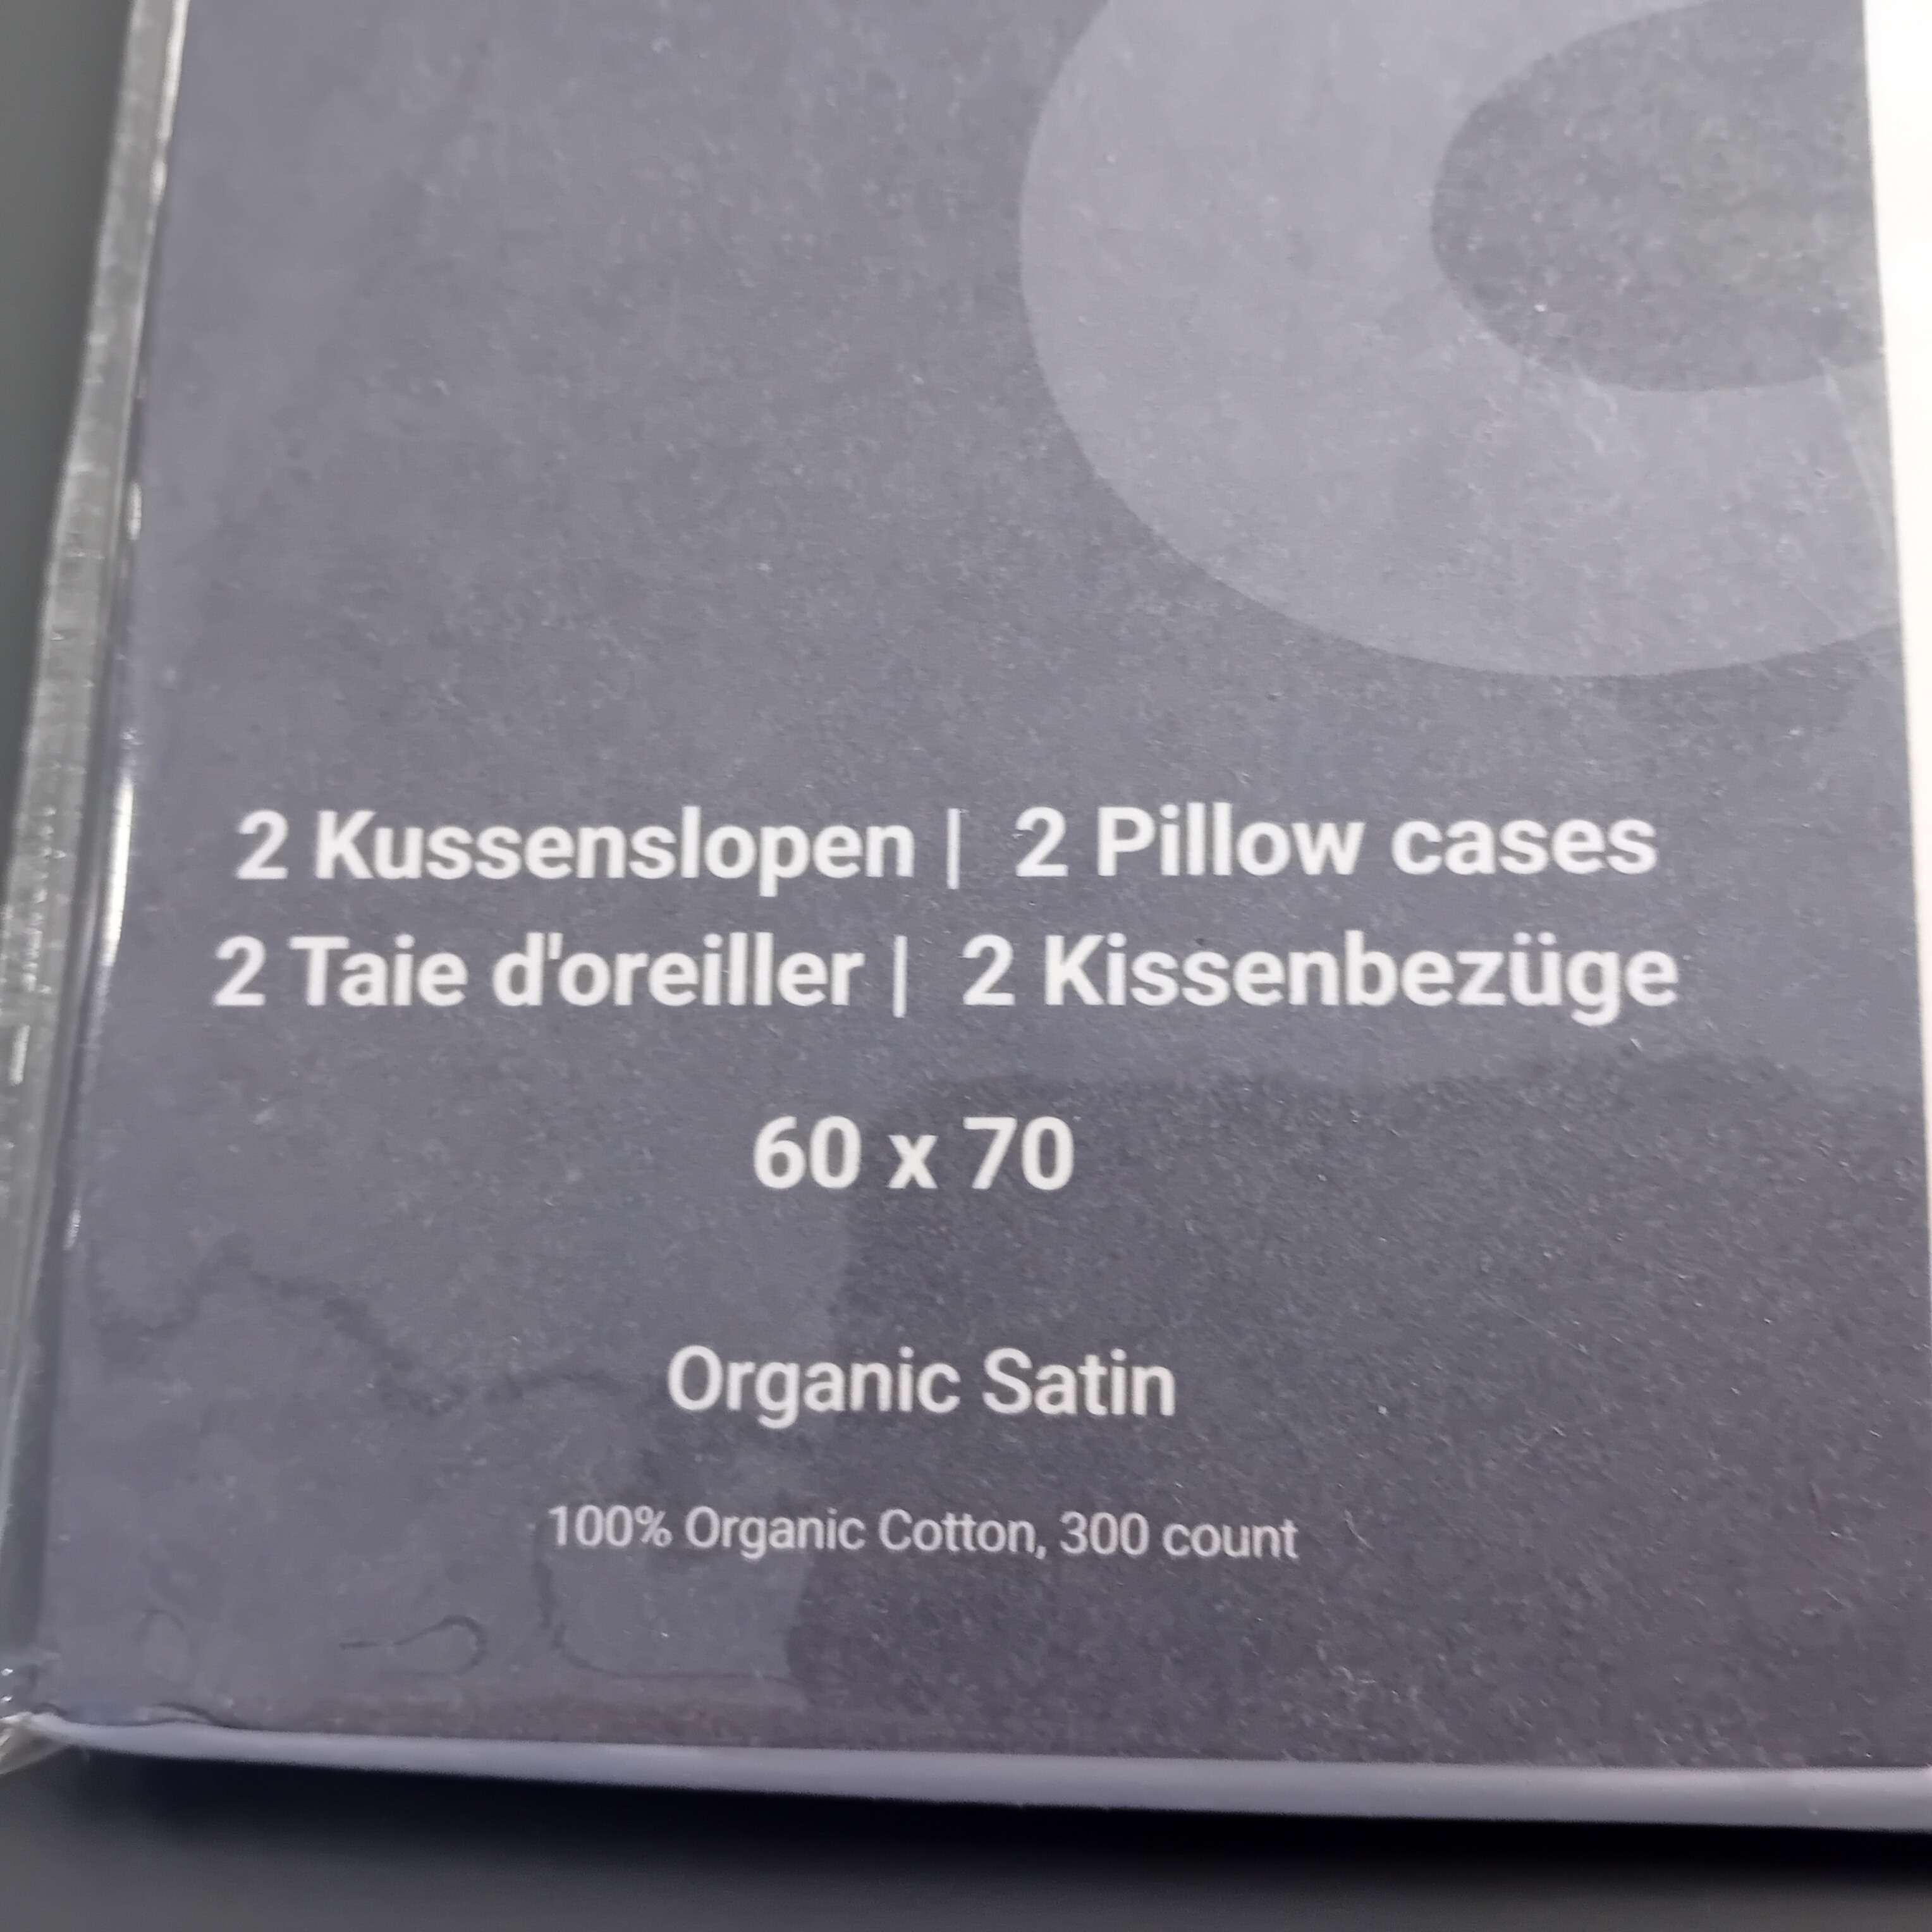 2 Kussenslopen | 2 Pillow cases
2 Taie d'oreiller | 2 Kissenbezüge
60 x 70
Organic Satin
100% Organic Cotton, 300 count